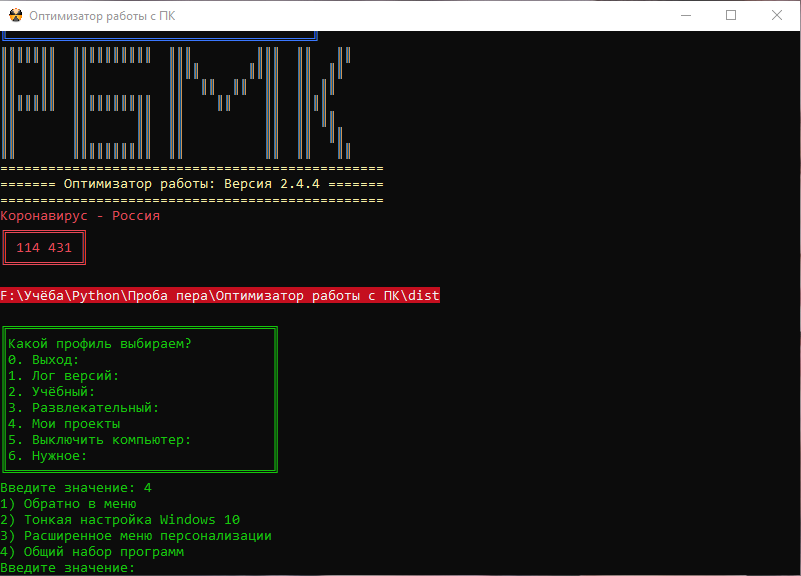 Оптимизатор работы с ПК
РБМК
================================================
======= Оптимизатор работы: Версия 2.4.4 =======
================================================
Коронавирус - Россия
114 431
F:\Учёба\Python\Проба пера\Оптимизатор работы с ПК\dist
Какой профиль выбираем?
0. Выход:
1. Лог версий:
2. Учёбный:
3. Развлекательный:
4. Мои проекты
5. Выключить компьютер:
6. Нужное:
Введите значение: 4
1) Обратно в меню
2) Тонкая настройка Windows 10
3) Расширенное меню персонализации
4) Общий набор программ
Введите значение: